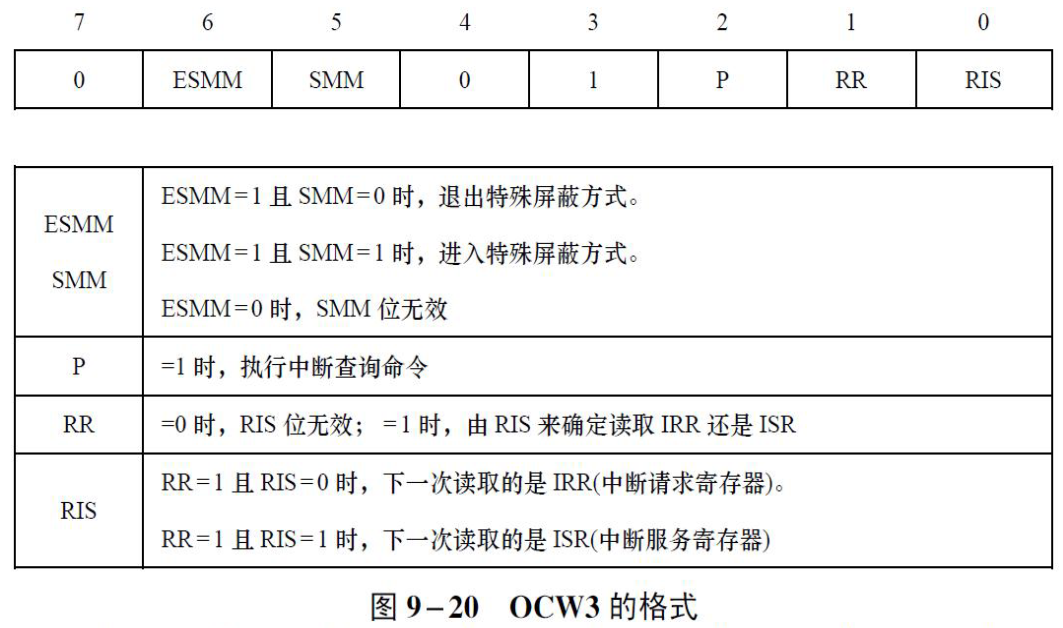 7 6 5 4 3 2 1 0
0 ESMM SMM 0 1 P RR RIS
ESMM
SMM
ESMM=1 且 SMM=0 时，退出特殊屏蔽方式。
ESMM=1 且 SMM=1 时，进入特殊屏蔽方式。
ESMM=0 时，SMM 位无效
P =1 时，执行中断查询命令
RR =0 时，RIS 位无效； =1 时，由 RIS 来确定读取 IRR 还是 ISR
RIS
RR=1 且 RIS=0 时，下一次读取的是 IRR(中断请求寄存器)。
RR=1 且 RIS=1 时，下一次读取的是 ISR(中断服务寄存器)
图 9-20 OCW3 的格式